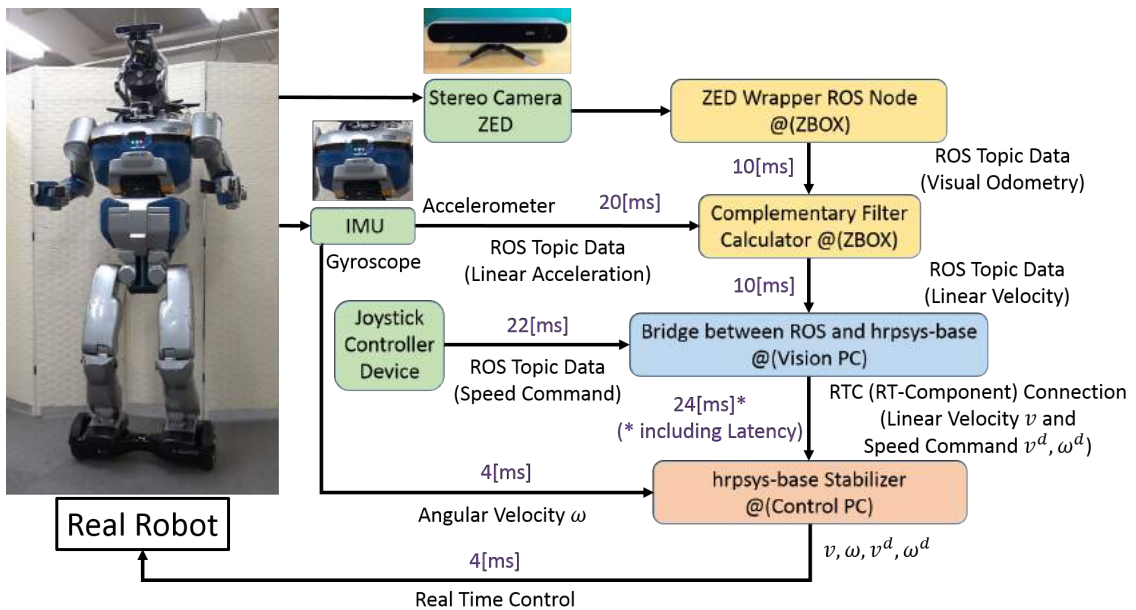 Stereo Camera
ZED
ZED Wrapper ROS Node
@(ZBOX)
10[ms]
ROS Topic Data
(Visual Odometry)
IMU
Accelerometer
20[ms]
Gyroscope
ROS Topic Data
(Linear Acceleration)
Complementary Filter
Calculator @(ZBOX)
10[ms]
ROS Topic Data
(Linear Velocity)
Joystick
Controller
Device
22[ms]
ROS Topic Data
(Speed Command)
Bridge between ROS and hrpsys-base
@(Vision PC)
24[ms]*
(* including Latency)
RTC (RT-Component) Connection
(Linear Velocity v and
Speed Command v^d, ω^d)
4[ms]
Angular Velocity ω
hrpsys-base Stabilizer
@(Control PC)
Real Robot
v, ω, v^d, ω^d
4[ms]
Real Time Control